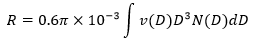 R = 0.6π × 10⁻³ ∫ v(D)D³N(D)dD